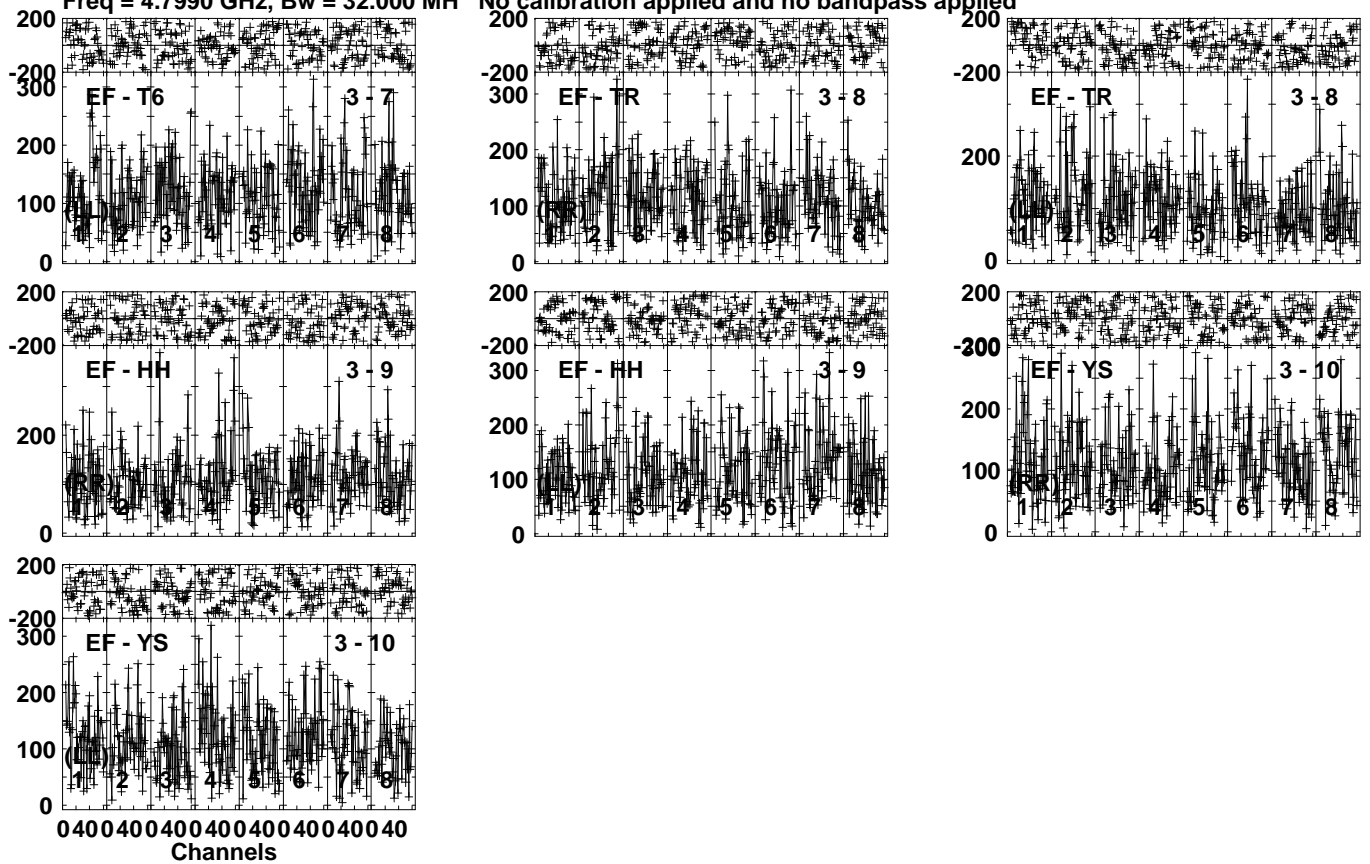 Freq = 4.7990 GHz, Bw = 32.000 MH No calibration applied and no bandpass applied
200 200 200
-200 -200 -200
300 EF - T6 3 - 7 300 EF - TR 3 - 8 EF - TR 3 - 8
200 200 200
100 (LL) 100 (RR) (LL)
1 2 3 4 5 6 7 8 1 2 3 4 5 6 7 8 1 2 3 4 5 6 7 8
0 0 0
200 200 200
-200 -200 -200
EF - HH 3 - 9 300 EF - HH 3 - 9 300 EF - YS 3 - 10
200 200 200
(RR) 100 (LL) 100 (RR)
1 2 3 4 5 6 7 8 1 2 3 4 5 6 7 8 1 2 3 4 5 6 7 8
0 0 0
200
-200
300 EF - YS 3 - 10
200
100 (LL)
1 2 3 4 5 6 7 8
0
0 40 0 40 0 40 0 40 0 40 0 40 0 40 0 40
Channels